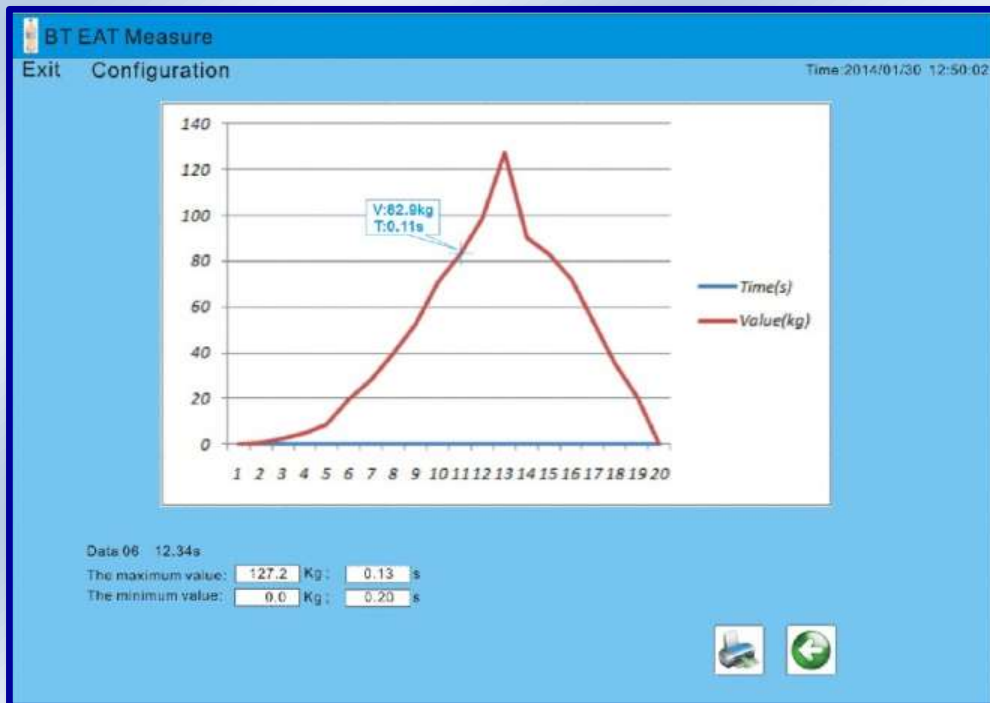 BT EAT Measure
Exit Configuration
Time:2014/01/30 12:50:02
140
120
100
80
60
40
20
0
V:82.9kg
T:0.11s
Time(s)
Value(kg)
1 2 3 4 5 6 7 8 9 10 11 12 13 14 15 16 17 18 19 20
Data 06 12.34s
The maximum value: 127.2 Kg: 0.13 s
The minimum value: 0.0 Kg: 0.20 s